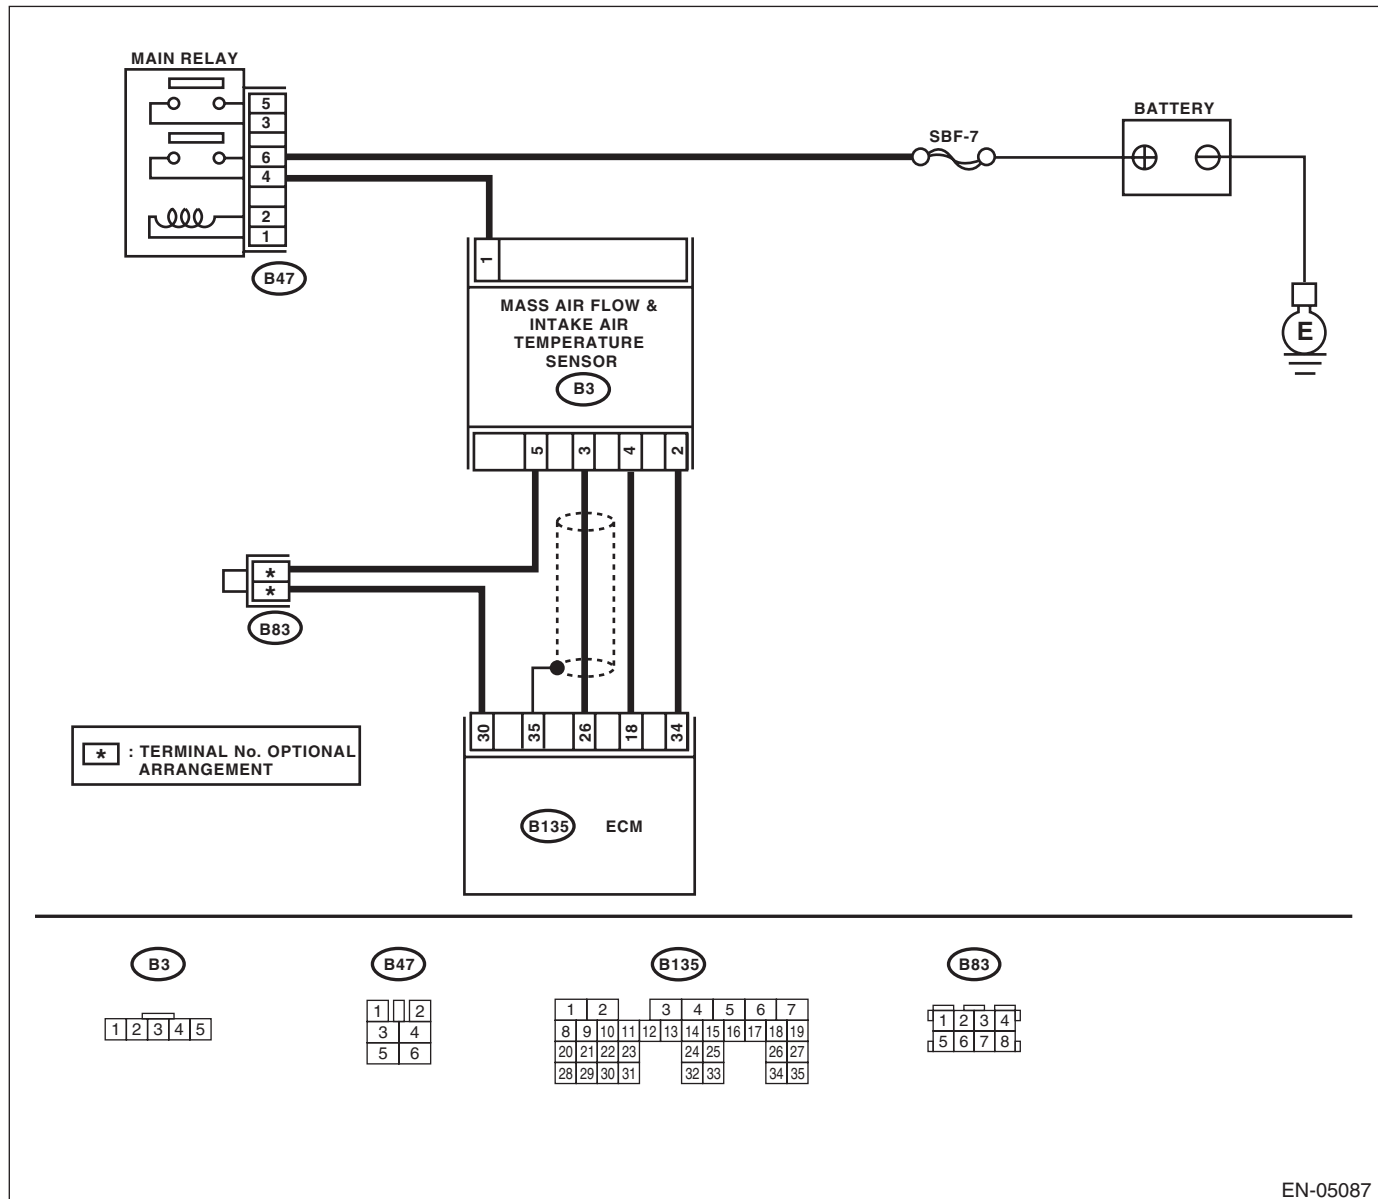 MAIN RELAY
5
3
6
4
2
1
B47
SBF-7
BATTERY
E
1
MASS AIR FLOW &
INTAKE AIR
TEMPERATURE
SENSOR
B3
5 3 4 2
*
*
B83
* : TERMINAL No. OPTIONAL
ARRANGEMENT
30 35 26 18 34
B135 ECM
B3 B47 B135 B83
1 2 3 4 5
1 2
3 4
5 6
1 2 3 4 5 6 7
8 9 10 11 12 13 14 15 16 17 18 19
20 21 22 23 24 25 26 27
28 29 30 31 32 33 34 35
1 2 3 4
5 6 7 8
EN-05087